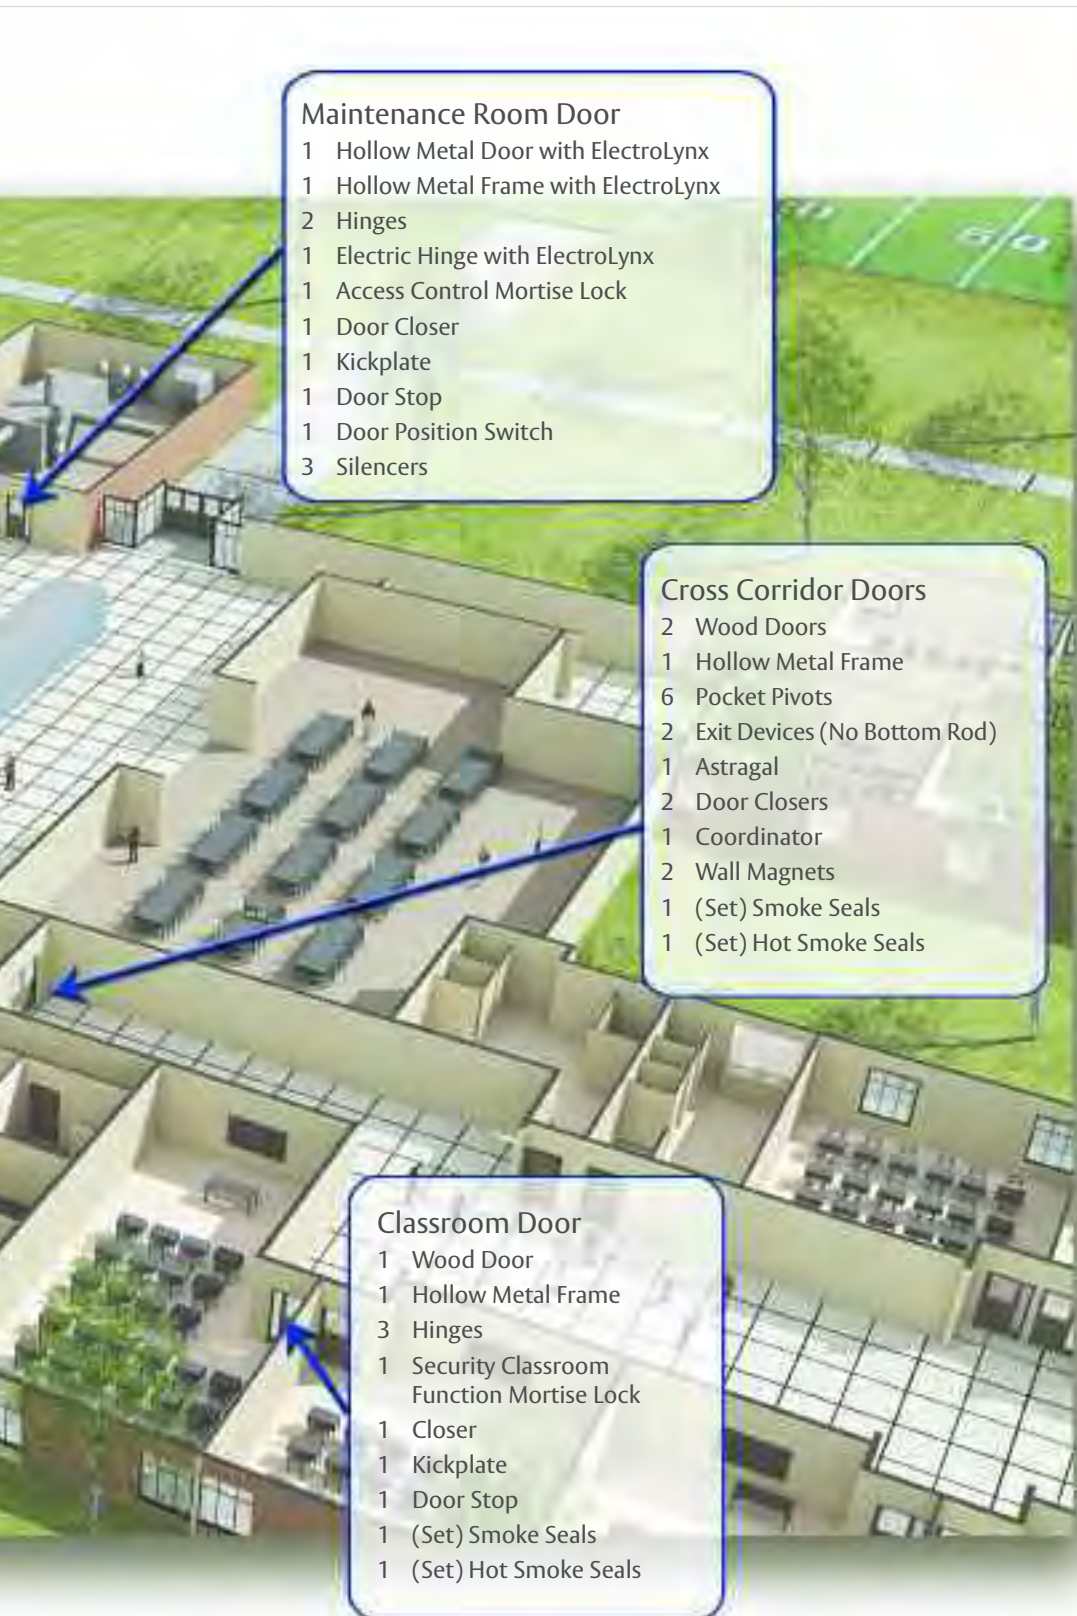 Maintenance Room Door
1 Hollow Metal Door with ElectroLynx
1 Hollow Metal Frame with ElectroLynx
2 Hinges
1 Electric Hinge with ElectroLynx
1 Access Control Mortise Lock
1 Door Closer
1 Kickplate
1 Door Stop
1 Door Position Switch
3 Silencers
50
Cross Corridor Doors
2 Wood Doors
1 Hollow Metal Frame
6 Pocket Pivots
2 Exit Devices (No Bottom Rod)
1 Astragal
2 Door Closers
1 Coordinator
2 Wall Magnets
1 (Set) Smoke Seals
1 (Set) Hot Smoke Seals
Classroom Door
1 Wood Door
1 Hollow Metal Frame
3 Hinges
1 Security Classroom
Function Mortise Lock
1 Closer
1 Kickplate
1 Door Stop
1 (Set) Smoke Seals
1 (Set) Hot Smoke Seals